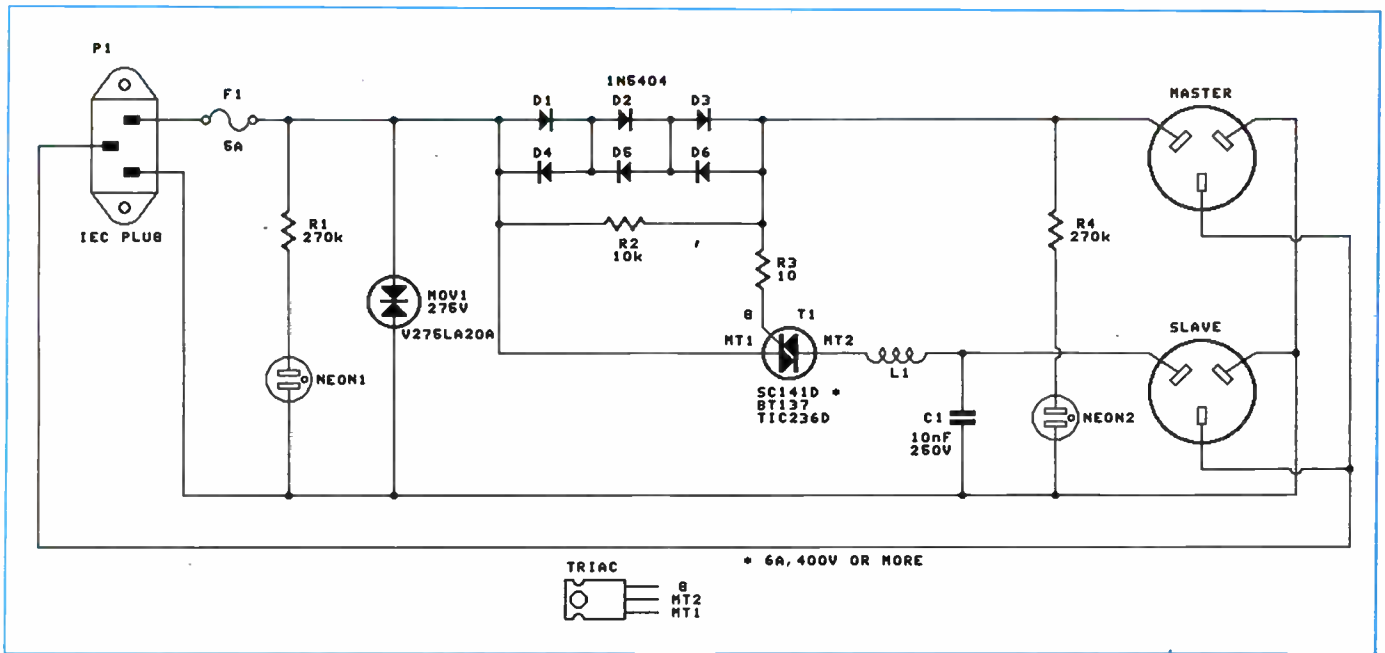 P1
F1
5A
IEC PLUG
R1
270k
NEON1
MOV1
275V
V275LA20A
1N5404
D1 D2 D3
D4 D5 D6
R2
10k
R3
10
G T1
MT1 MT2
SC141D *
BT137
TIC236D
L1
C1
10nF
250V
R4
270k
NEON2
MASTER
SLAVE
* 6A, 400V OR MORE
TRIAC
G
MT2
MT1